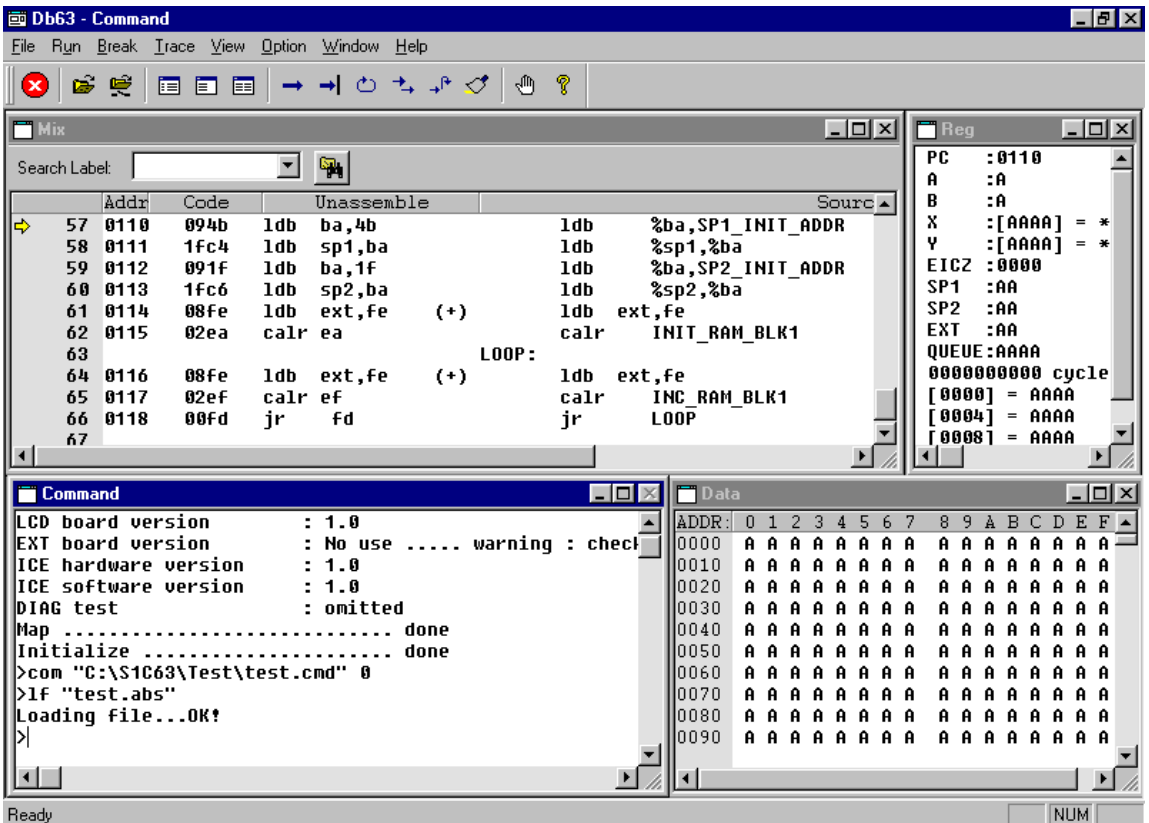 Db63 - Command
File Run Break Trace View Option Window Help
Mix
Search Label:
Addr Code Unassemble Sourc
57 0110 094b ldb ba,4b ldb %ba,SP1_INIT_ADDR
58 0111 1fc4 ldb sp1,ba ldb %sp1,%ba
59 0112 091f ldb ba,1f ldb %ba,SP2_INIT_ADDR
60 0113 1fc6 ldb sp2,ba ldb %sp2,%ba
61 0114 08fe ldb ext,fe (+) ldb ext,fe
62 0115 02ea calr ea calr INIT_RAM_BLK1
63 LOOP:
64 0116 08fe ldb ext,fe (+) ldb ext,fe
65 0117 02ef calr ef calr INC_RAM_BLK1
66 0118 00fd jr fd jr LOOP
67
Reg
PC :0110
A :A
B :A
X :[AAAA] = *
Y :[AAAA] = *
EICZ :0000
SP1 :AA
SP2 :AA
EXT :AA
QUEUE:AAAA
0000000000 cycle
[0000] = AAAA
[0004] = AAAA
[0008] = AAAA
Command
LCD board version : 1.0
EXT board version : No use ..... warning : check
ICE hardware version : 1.0
ICE software version : 1.0
DIAG test : omitted
Map ............................. done
Initialize ...................... done
>com "C:\S1C63\Test\test.cmd" 0
>lf "test.abs"
Loading file...OK!
>
Data
ADDR: 0 1 2 3 4 5 6 7 8 9 A B C D E F
0000 A A A A A A A A A A A A A A A A
0010 A A A A A A A A A A A A A A A A
0020 A A A A A A A A A A A A A A A A
0030 A A A A A A A A A A A A A A A A
0040 A A A A A A A A A A A A A A A A
0050 A A A A A A A A A A A A A A A A
0060 A A A A A A A A A A A A A A A A
0070 A A A A A A A A A A A A A A A A
0080 A A A A A A A A A A A A A A A A
0090 A A A A A A A A A A A A A A A A
Ready NUM